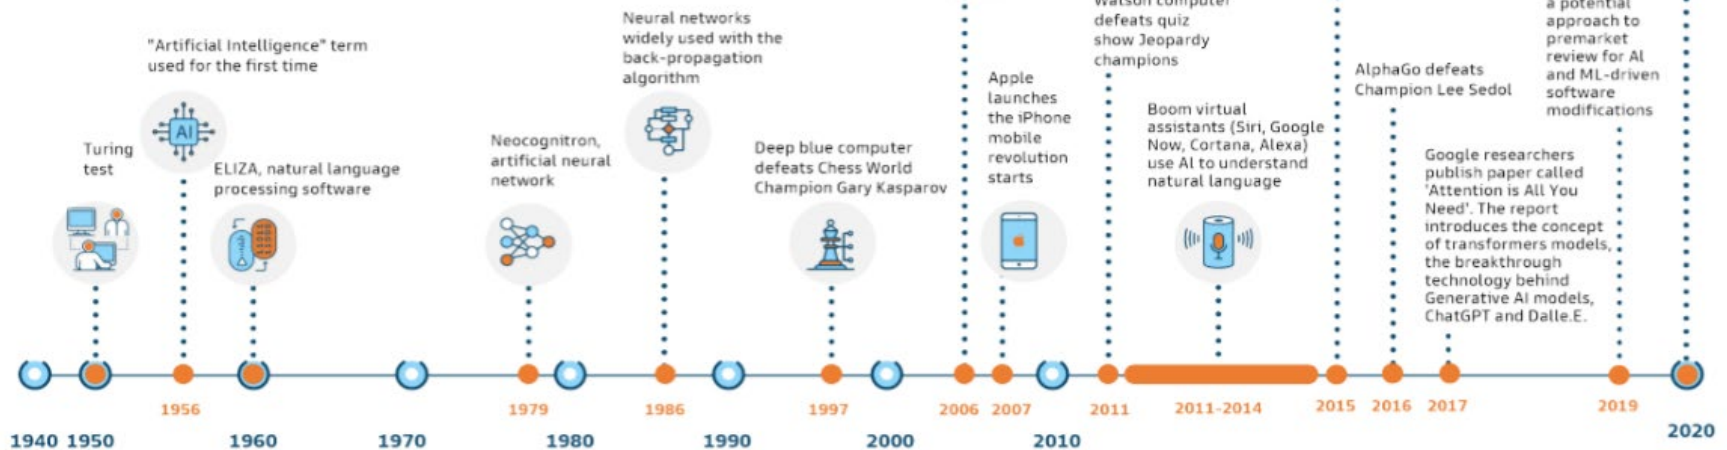 Turing
test
"Artificial Intelligence" term
used for the first time
AI
ELIZA, natural language
processing software
Neocognitron,
artificial neural
network
Neural networks
widely used with the
back-propagation
algorithm
Deep blue computer
defeats Chess World
Champion Gary Kasparov
Apple
launches
the iPhone
mobile
revolution
starts
Watson computer
defeats quiz
show Jeopardy
champions
Boom virtual
assistants (Siri, Google
Now, Cortana, Alexa)
use AI to understand
natural language
AlphaGo defeats
Champion Lee Sedol
Google researchers
publish paper called
'Attention is All You
Need'. The report
introduces the concept
of transformers models,
the breakthrough
technology behind
Generative AI models,
ChatGPT and Dalle.E.
a potential
approach to
premarket
review for AI
and ML-driven
software
modifications
1956
1979
1986
1997
2006
2007
2011
2011-2014
2015
2016
2017
2019
1940
1950
1960
1970
1980
1990
2000
2010
2020